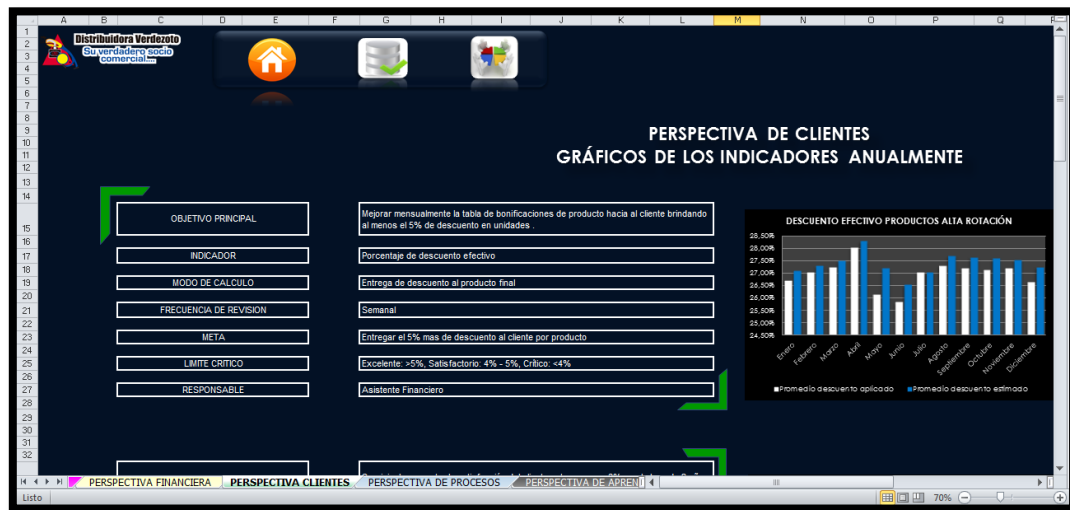 A B C D E F G H I J K L M N O P Q
Distribuidora Verdezoto
Su verdadero socio
comercial....
PERSPECTIVA DE CLIENTES
GRÁFICOS DE LOS INDICADORES ANUALMENTE
OBJETIVO PRINCIPAL
Mejorar mensualmente la tabla de bonificaciones de producto hacia al cliente brindando
al menos el 5% de descuento en unidades .
INDICADOR
Porcentaje de descuento efectivo
MODO DE CALCULO
Entrega de descuento al producto final
FRECUENCIA DE REVISION
Semanal
META
Entregar el 5% mas de descuento al cliente por producto
LIMITE CRITICO
Excelente: >5%, Satisfactorio: 4% - 5%, Crítico: <4%
RESPONSABLE
Asistente Financiero
DESCUENTO EFECTIVO PRODUCTOS ALTA ROTACIÓN
28,50%
28,00%
27,50%
27,00%
26,50%
26,00%
25,50%
25,00%
24,50%
Enero Febrero Marzo Abril Mayo Junio Julio Agosto Septiembre Octubre Noviembre Diciembre
Promedio descuento aplicado Promedio descuento estimado
1
2
3
4
5
6
7
8
9
10
11
12
13
14
15
16
17
18
19
20
21
22
23
24
25
26
27
28
29
30
31
32
PERSPECTIVA FINANCIERA PERSPECTIVA CLIENTES PERSPECTIVA DE PROCESOS PERSPECTIVA DE APREN
Listo
70%